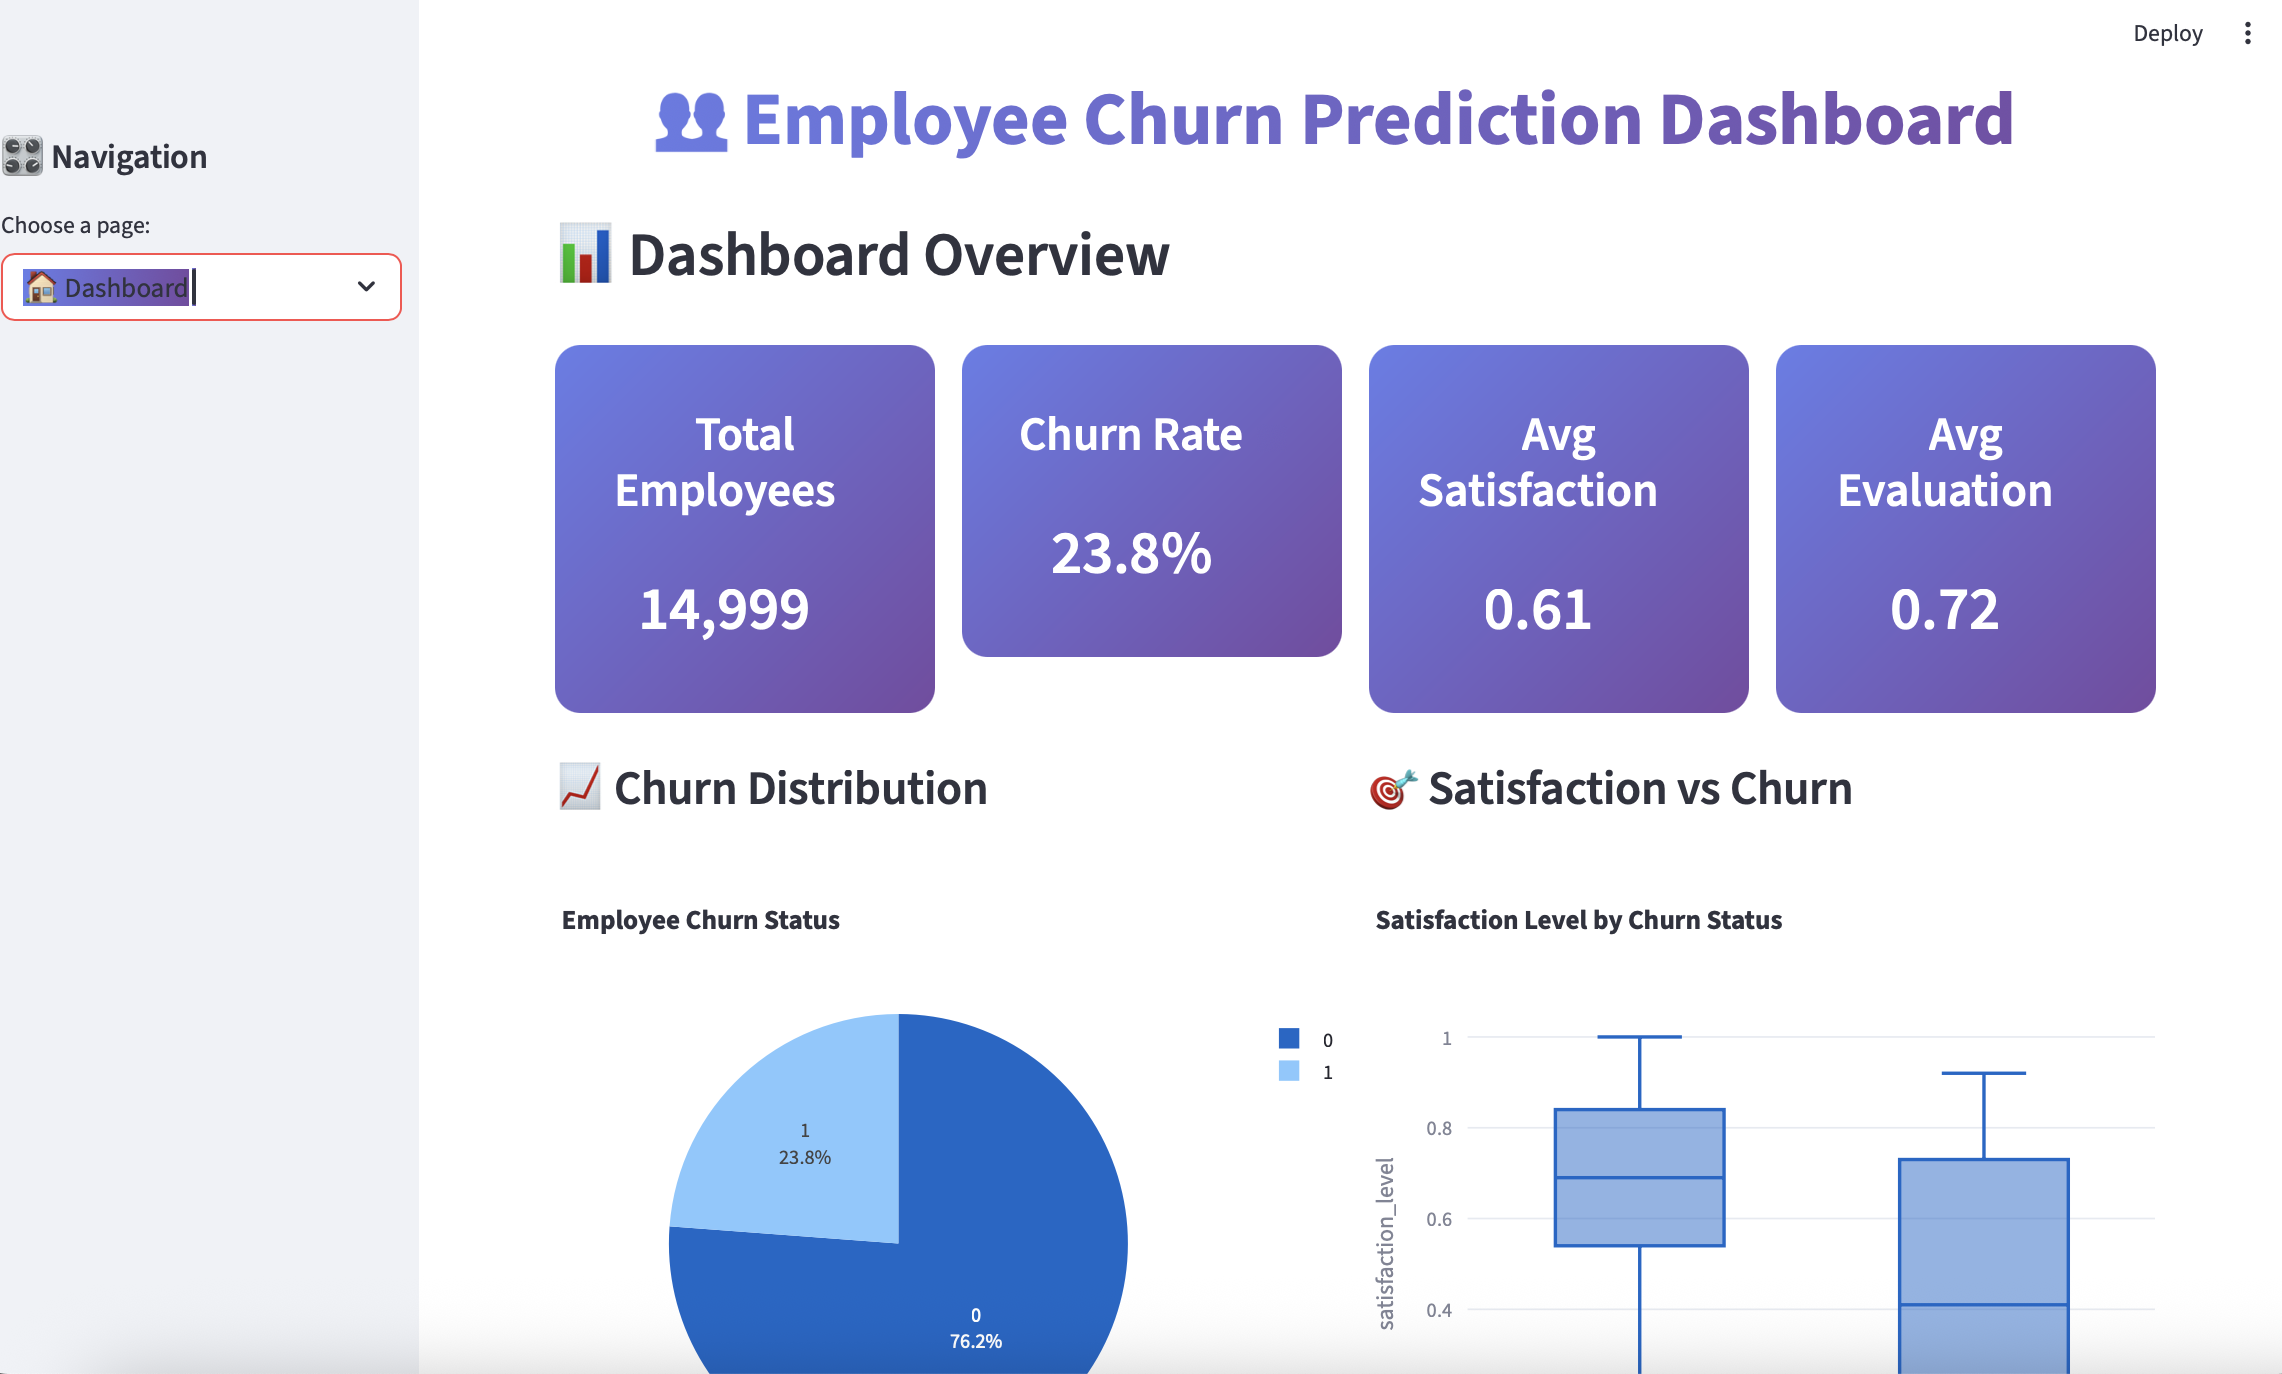 Deploy
Navigation
Choose a page:
Dashboard
Employee Churn Prediction Dashboard
Dashboard Overview
Total
Employees
14,999
Churn Rate
23.8%
Avg
Satisfaction
0.61
Avg
Evaluation
0.72
Churn Distribution
Employee Churn Status
0
1
1
23.8%
0
76.2%
Satisfaction vs Churn
Satisfaction Level by Churn Status
satisfaction_level
1
0.8
0.6
0.4